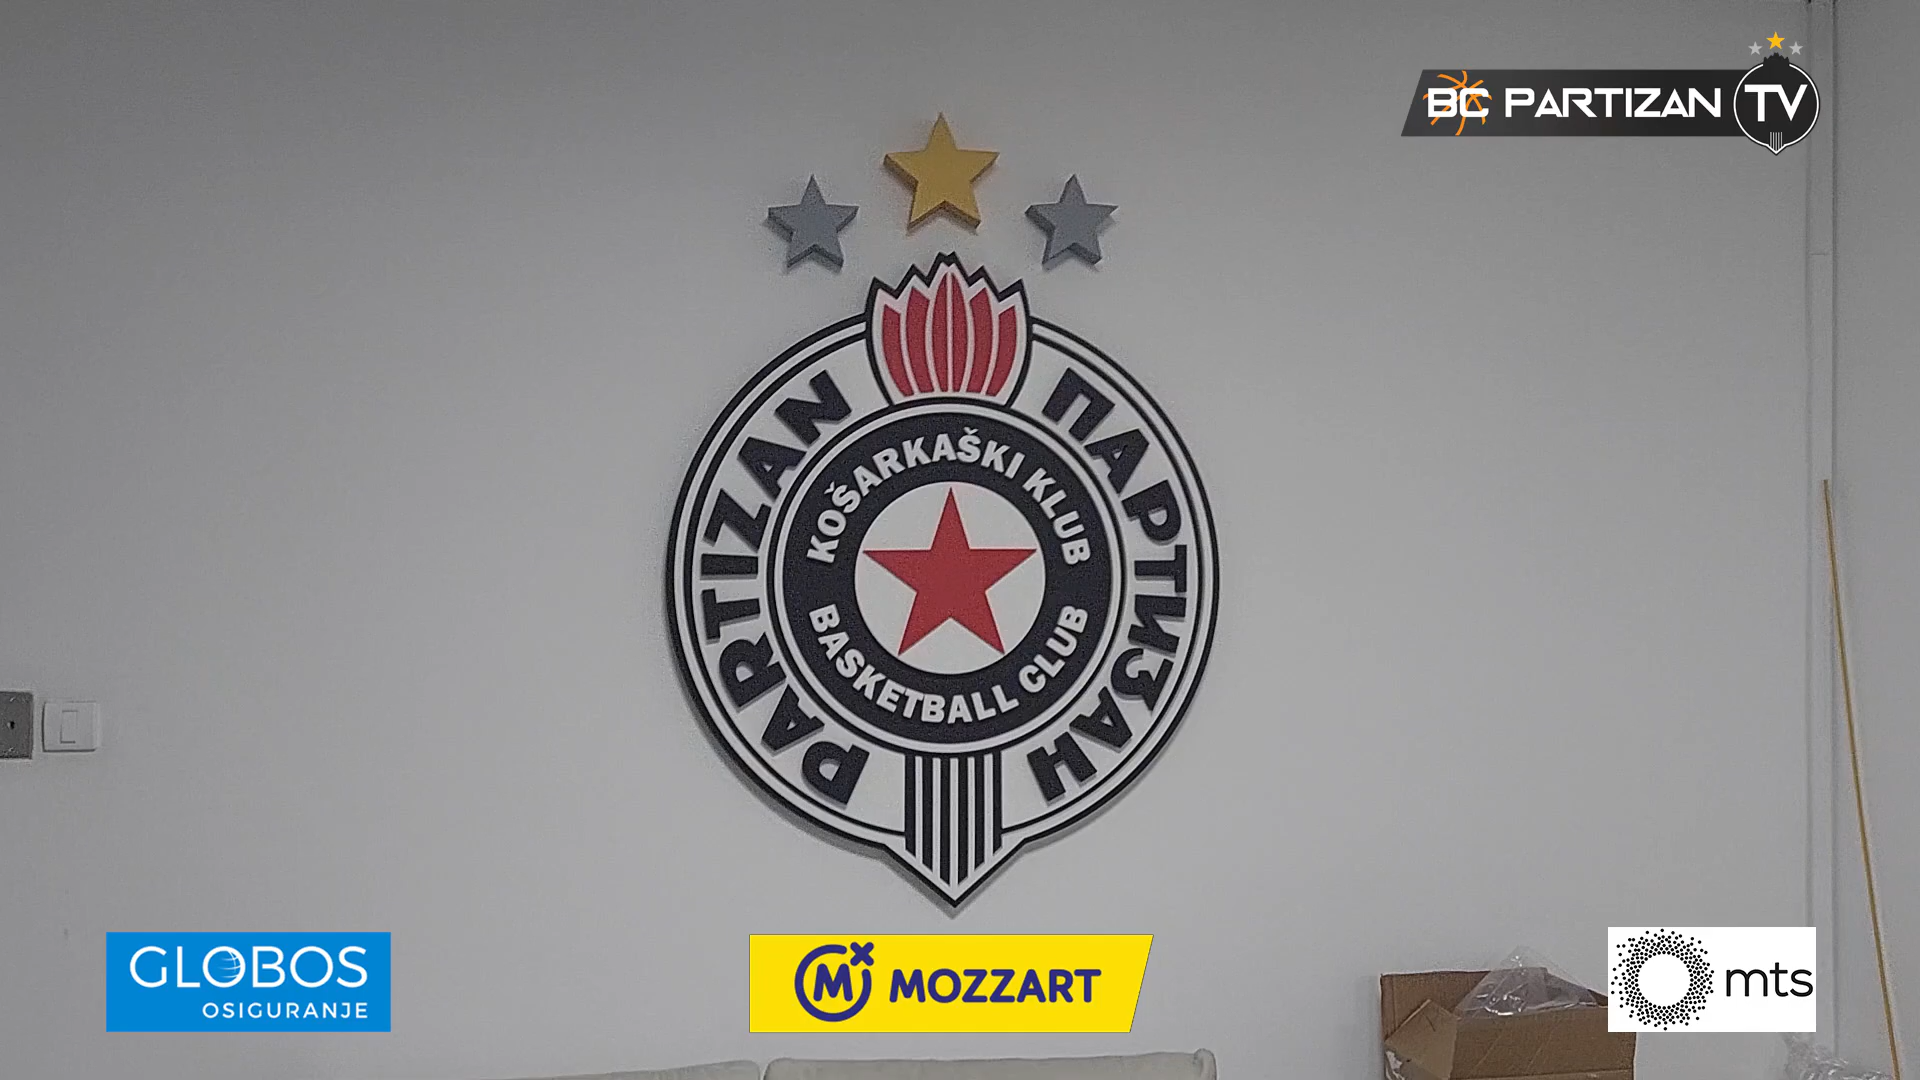 BC PARTIZAN TV
PARTIZAN
ПАРТИЗАН
KOŠARKAŠKI KLUB
BASKETBALL CLUB
GLOBOS
OSIGURANJE
M
MOZZART
mts